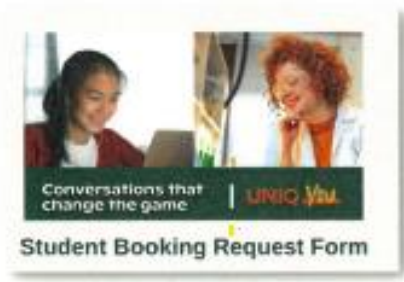 Conversations that
change the game
UNIQ You.
Student Booking Request Form